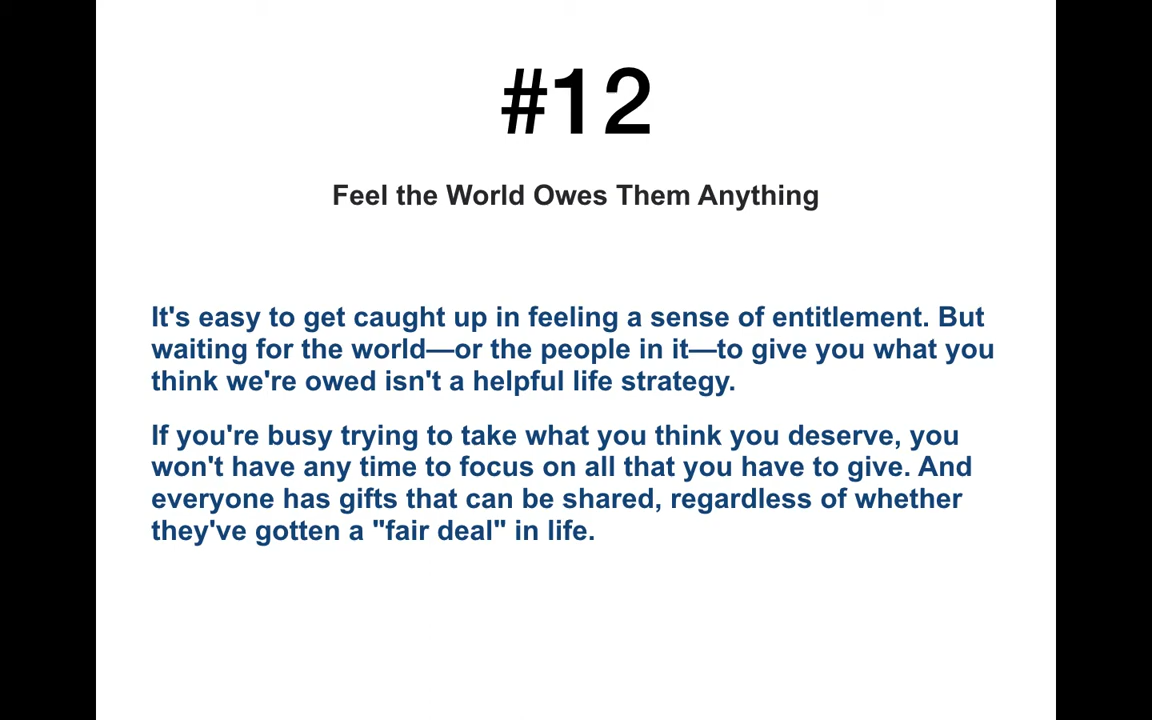 #12
Feel the World Owes Them Anything
It's easy to get caught up in feeling a sense of entitlement. But
waiting for the world—or the people in it—to give you what you
think we're owed isn't a helpful life strategy.
If you're busy trying to take what you think you deserve, you
won't have any time to focus on all that you have to give. And
everyone has gifts that can be shared, regardless of whether
they've gotten a "fair deal" in life.